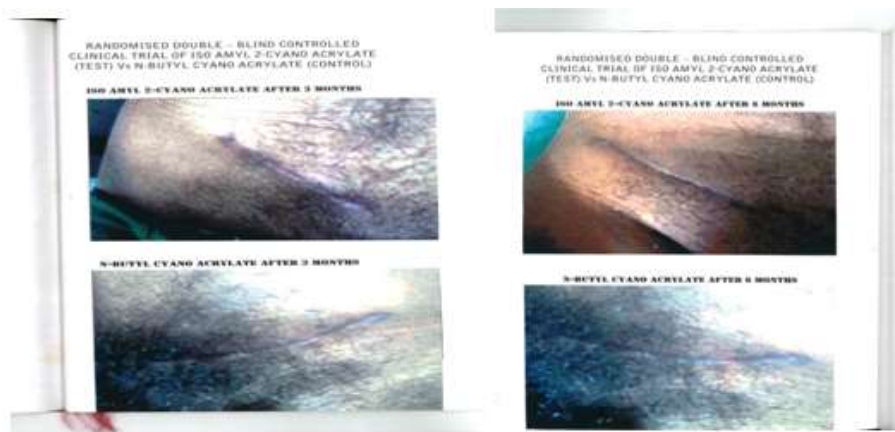 RANDOMISED DOUBLE - BLIND CONTROLLED
CLINICAL TRIAL OF ISO AMYL 2-CYANO ACRYLATE
(TEST) Vs N-BUTYL CYANO ACRYLATE (CONTROL)
ISO AMYL 2-CYANO ACRYLATE AFTER 3 MONTHS
N-BUTYL CYANO ACRYLATE AFTER 3 MONTHS
RANDOMISED DOUBLE - BLIND CONTROLLED
CLINICAL TRIAL OF ISO AMYL 2-CYANO ACRYLATE
(TEST) Vs N-BUTYL CYANO ACRYLATE (CONTROL)
ISO AMYL 2-CYANO ACRYLATE AFTER 6 MONTHS
N-BUTYL CYANO ACRYLATE AFTER 6 MONTHS